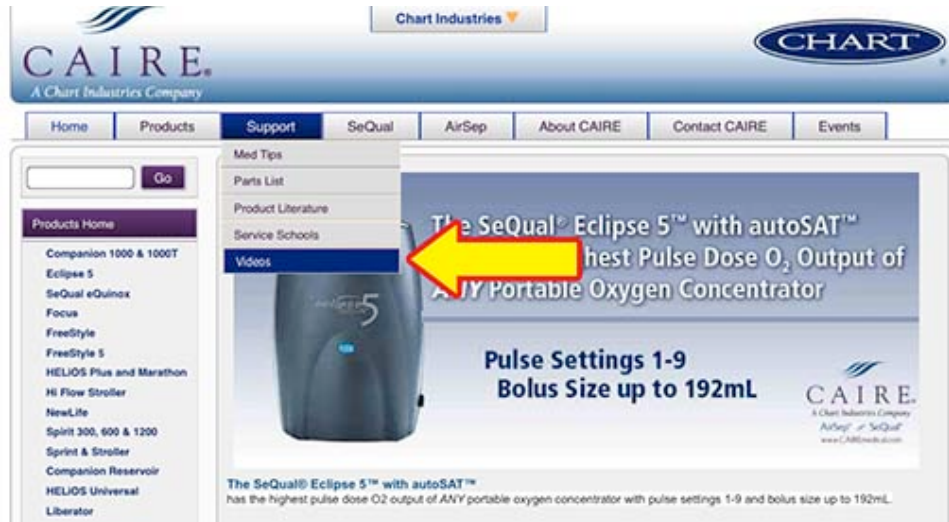 Chart Industries
CAIRE®
A Chart Industries Company
CHART
Home Products Support SeQual AirSep About CAIRE Contact CAIRE Events
Go
Med Tips
Parts List
Product Literature
Service Schools
Videos
Products Home
Companion 1000 & 1000T
Eclipse 5
SeQual eQuinox
Focus
FreeStyle
FreeStyle 5
HELiOS Plus and Marathon
Hi Flow Stroller
NewLife
Spirit 300, 600 & 1200
Sprint & Stroller
Companion Reservoir
HELiOS Universal
Liberator
The SeQual® Eclipse 5™ with autoSAT™
Pulse Dose O₂ Output of
ANY Portable Oxygen Concentrator
Pulse Settings 1-9
Bolus Size up to 192mL
eclipse5
CAIRE.
A Chart Industries Company
AirSep® SeQual®
www.CAIREmedical.com
The SeQual® Eclipse 5™ with autoSAT™
has the highest pulse dose O2 output of ANY portable oxygen concentrator with pulse settings 1-9 and bolus size up to 192mL.